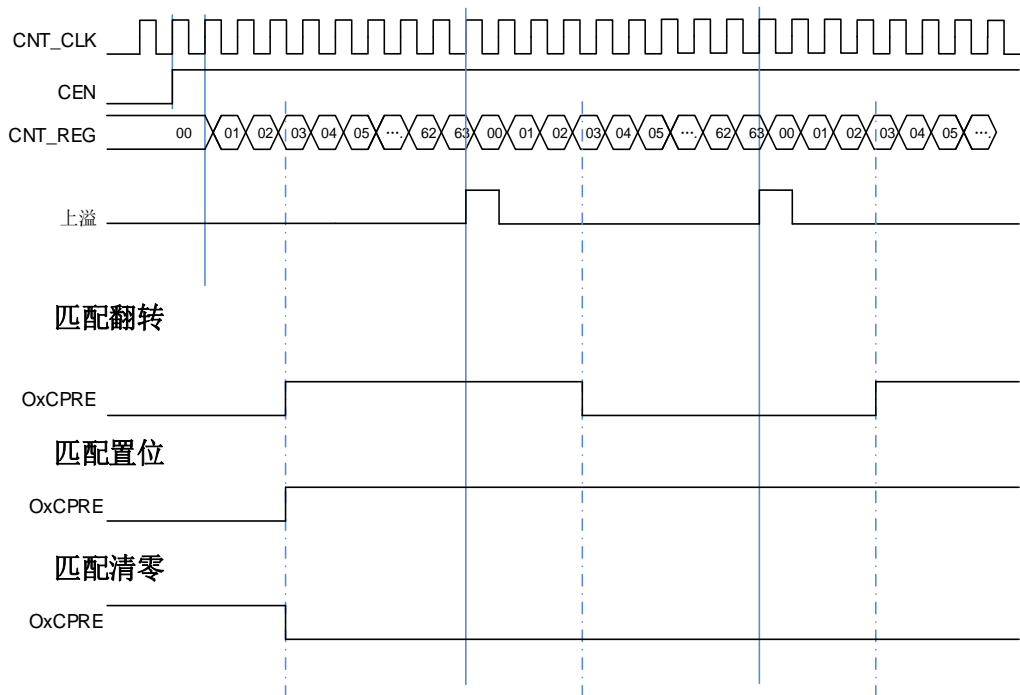 CNT_CLK
CEN
CNT_REG 00 01 02 03 04 05 ···. 62 63 00 01 02 03 04 05 ···. 62 63 00 01 02 03 04 05 ···.
上溢
匹配翻转
OxCPRE
匹配置位
OxCPRE
匹配清零
OxCPRE